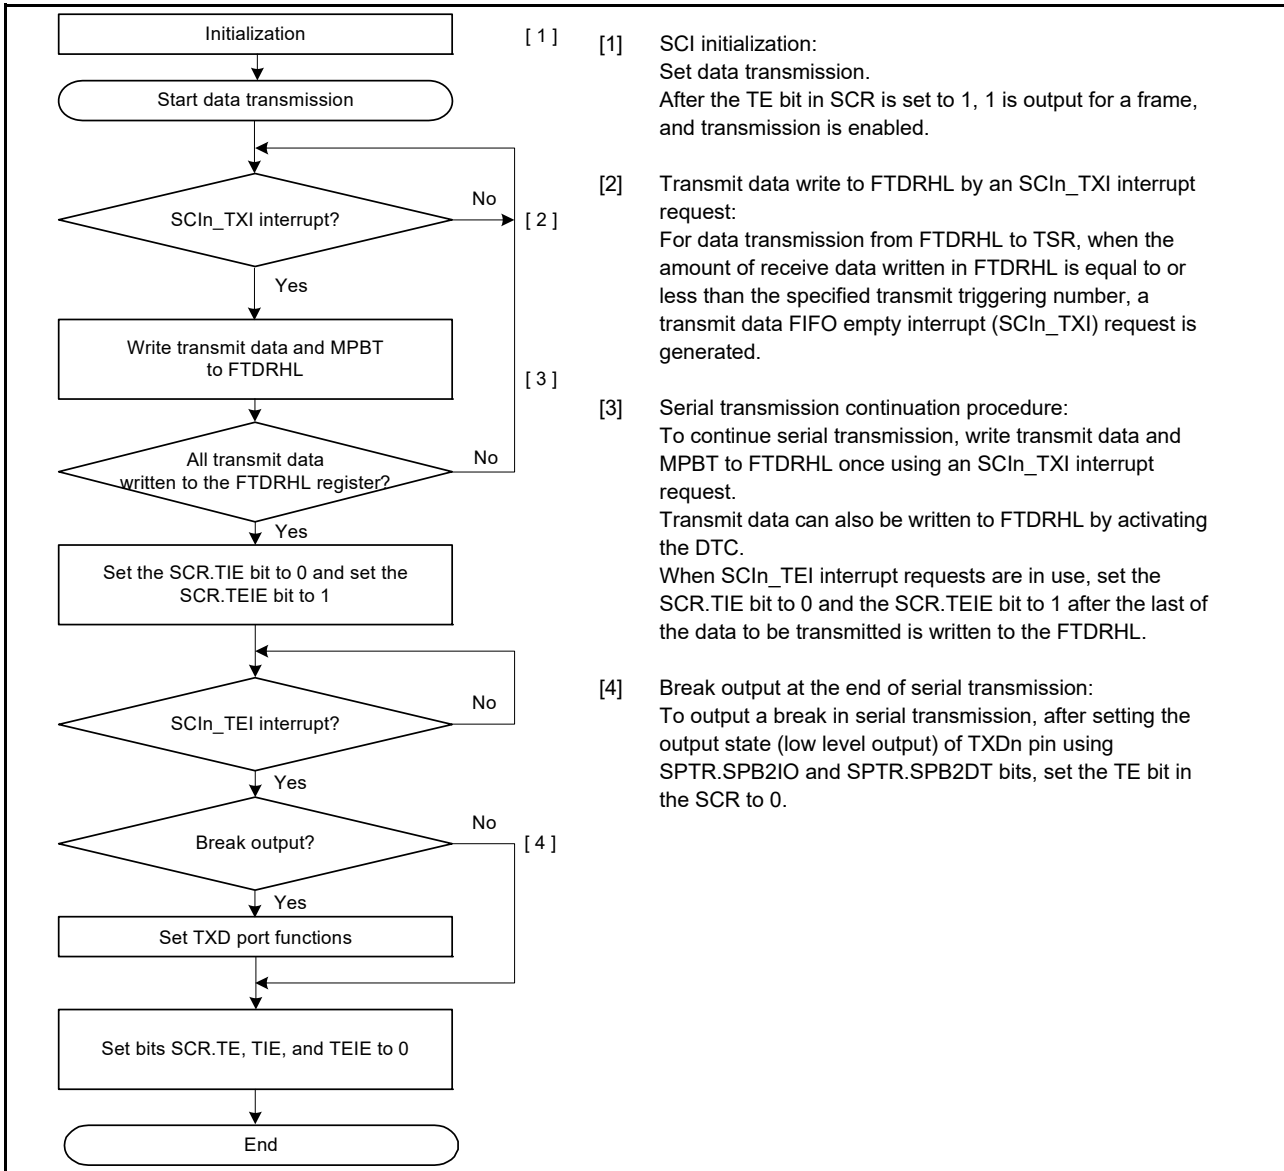 Initialization
[ 1 ]
Start data transmission
SCIn_TXI interrupt?
No
[ 2 ]
Yes
Write transmit data and MPBT
to FTDRHL
[ 3 ]
All transmit data
written to the FTDRHL register?
No
Yes
Set the SCR.TIE bit to 0 and set the
SCR.TEIE bit to 1
SCIn_TEI interrupt?
No
Yes
Break output?
No
[ 4 ]
Yes
Set TXD port functions
Set bits SCR.TE, TIE, and TEIE to 0
End
[1] SCI initialization:
Set data transmission.
After the TE bit in SCR is set to 1, 1 is output for a frame,
and transmission is enabled.
[2] Transmit data write to FTDRHL by an SCIn_TXI interrupt
request:
For data transmission from FTDRHL to TSR, when the
amount of receive data written in FTDRHL is equal to or
less than the specified transmit triggering number, a
transmit data FIFO empty interrupt (SCIn_TXI) request is
generated.
[3] Serial transmission continuation procedure:
To continue serial transmission, write transmit data and
MPBT to FTDRHL once using an SCIn_TXI interrupt
request.
Transmit data can also be written to FTDRHL by activating
the DTC.
When SCIn_TEI interrupt requests are in use, set the
SCR.TIE bit to 0 and the SCR.TEIE bit to 1 after the last of
the data to be transmitted is written to the FTDRHL.
[4] Break output at the end of serial transmission:
To output a break in serial transmission, after setting the
output state (low level output) of TXDn pin using
SPTR.SPB2IO and SPTR.SPB2DT bits, set the TE bit in
the SCR to 0.